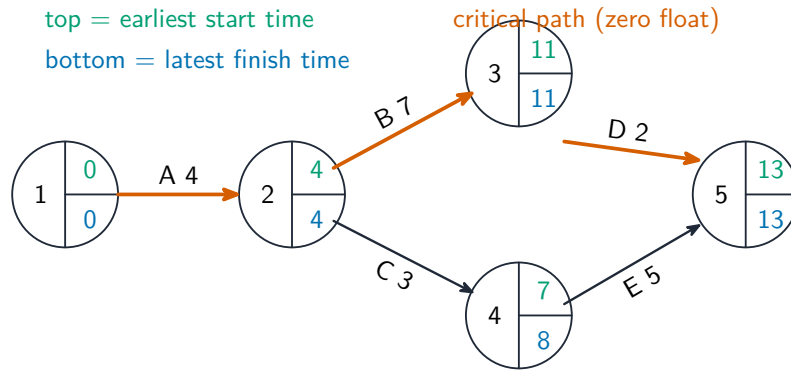 top = earliest start time
critical path (zero float)
bottom = latest finish time
3
11
11
B 7
D 2
1
0
0
A 4
2
4
4
5
13
13
C 3
4
7
8
E 5